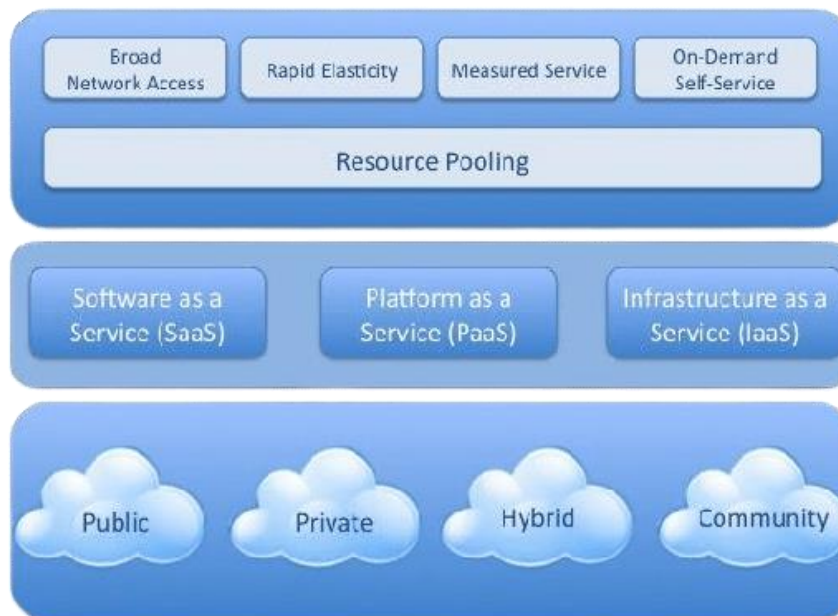 Broad
Network Access
Rapid Elasticity
Measured Service
On-Demand
Self-Service
Resource Pooling
Software as a
Service (SaaS)
Platform as a
Service (PaaS)
Infrastructure as a
Service (IaaS)
Public
Private
Hybrid
Community